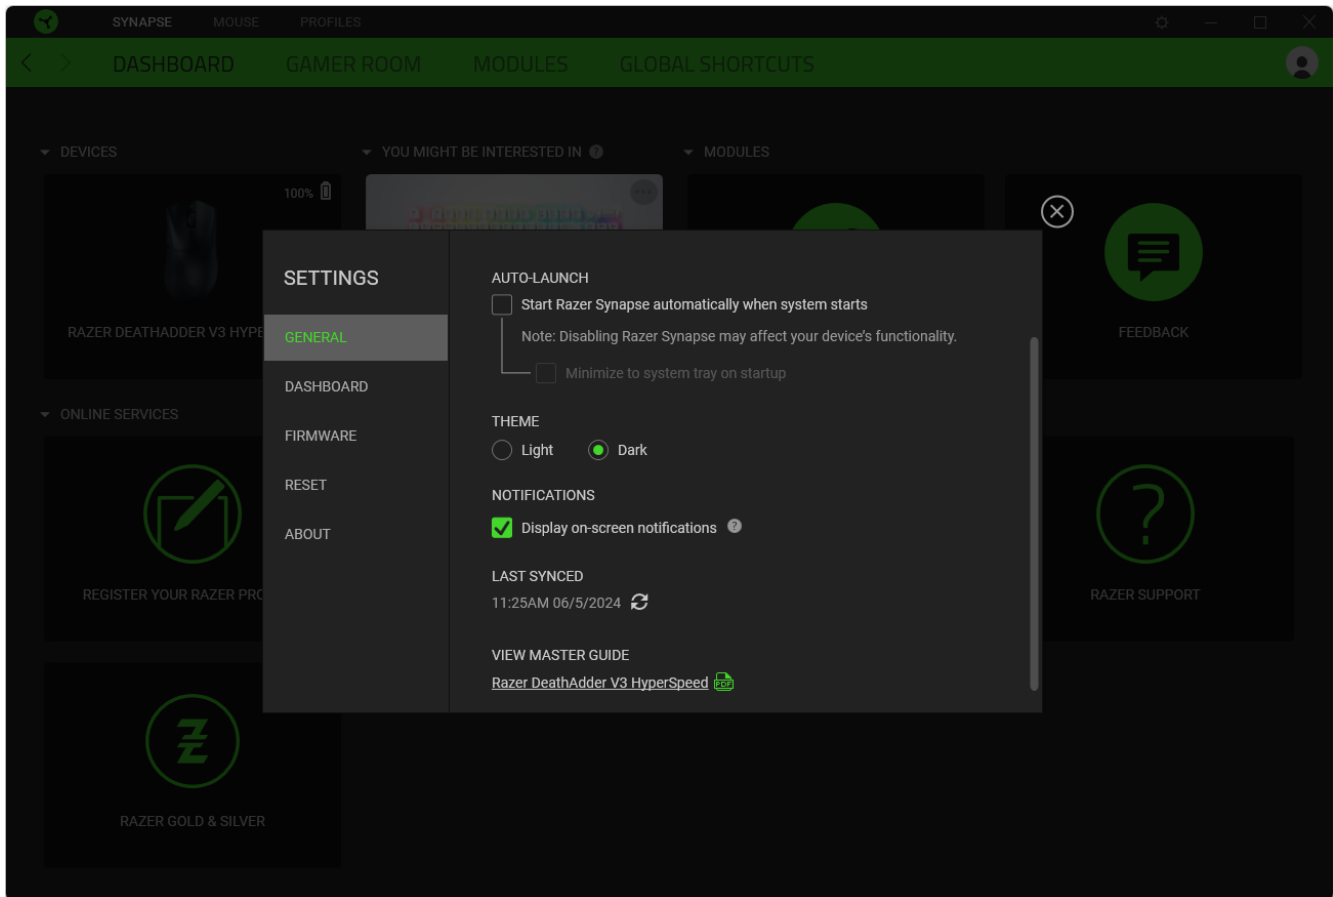 SYNAPSE MOUSE PROFILES
DASHBOARD GAMER ROOM MODULES GLOBAL SHORTCUTS
DEVICES
YOU MIGHT BE INTERESTED IN ?
MODULES
100%
RAZER DEATHADDER V3 HYPE
FEEDBACK
ONLINE SERVICES
REGISTER YOUR RAZER PRO
RAZER SUPPORT
RAZER GOLD & SILVER
SETTINGS
GENERAL
DASHBOARD
FIRMWARE
RESET
ABOUT
AUTO-LAUNCH
Start Razer Synapse automatically when system starts
Note: Disabling Razer Synapse may affect your device’s functionality.
Minimize to system tray on startup
THEME
Light Dark
NOTIFICATIONS
Display on-screen notifications ?
LAST SYNCED
11:25AM 06/5/2024
VIEW MASTER GUIDE
Razer DeathAdder V3 HyperSpeed PDF